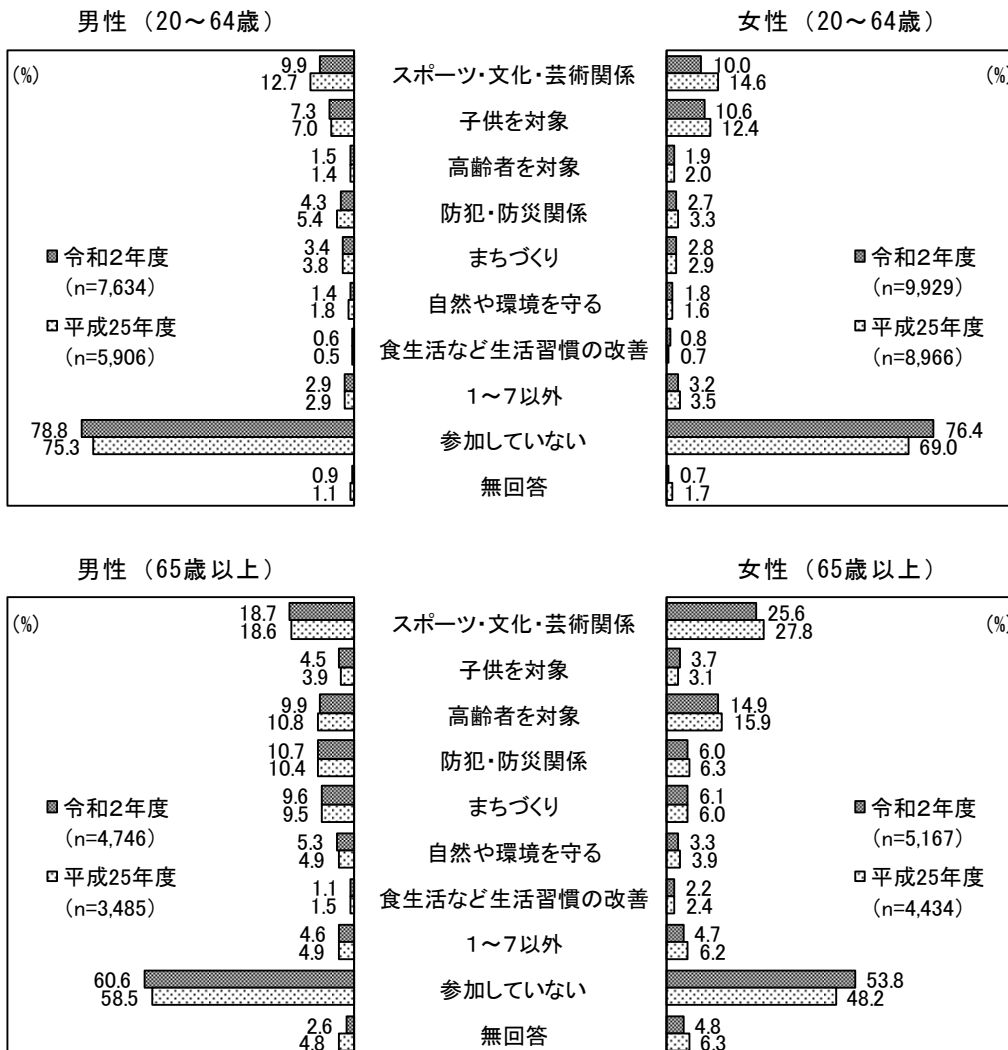 男性（20～64歳）
女性（20～64歳）
(%)
9.9
12.7
スポーツ・文化・芸術関係
10.0
14.6
(%)
7.3
7.0
子供を対象
10.6
12.4
1.5
1.4
高齢者を対象
1.9
2.0
4.3
5.4
防犯・防災関係
2.7
3.3
3.4
3.8
まちづくり
2.8
2.9
1.4
1.8
自然や環境を守る
1.8
1.6
0.6
0.5
食生活など生活習慣の改善
0.8
0.7
2.9
2.9
1～7以外
3.2
3.5
78.8
75.3
参加していない
76.4
69.0
0.9
1.1
無回答
0.7
1.7
令和2年度
（n=7,634）
平成25年度
（n=5,906）
令和2年度
（n=9,929）
平成25年度
（n=8,966）
男性（65歳以上）
女性（65歳以上）
(%)
18.7
18.6
スポーツ・文化・芸術関係
25.6
27.8
(%)
4.5
3.9
子供を対象
3.7
3.1
9.9
10.8
高齢者を対象
14.9
15.9
10.7
10.4
防犯・防災関係
6.0
6.3
9.6
9.5
まちづくり
6.1
6.0
5.3
4.9
自然や環境を守る
3.3
3.9
1.1
1.5
食生活など生活習慣の改善
2.2
2.4
4.6
4.9
1～7以外
4.7
6.2
60.6
58.5
参加していない
53.8
48.2
2.6
4.8
無回答
4.8
6.3
令和2年度
（n=4,746）
平成25年度
（n=3,485）
令和2年度
（n=5,167）
平成25年度
（n=4,434）